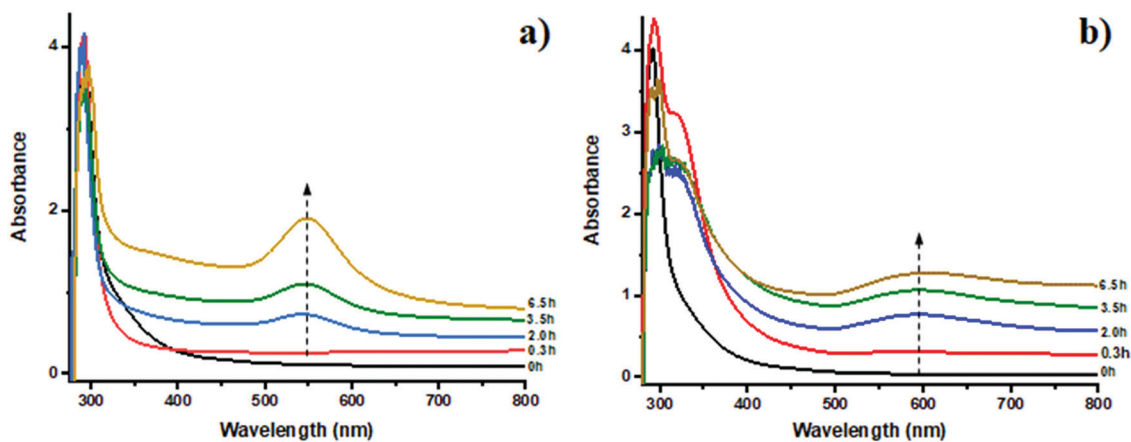 a)
4
2
0
Absorbance
6.5h
3.5h
2.0h
0.3h
0h
300 400 500 600 700 800
Wavelength (nm)
b)
4
3
2
1
0
Absorbance
6.5h
3.5h
2.0h
0.3h
0h
300 400 500 600 700 800
Wavelength (nm)